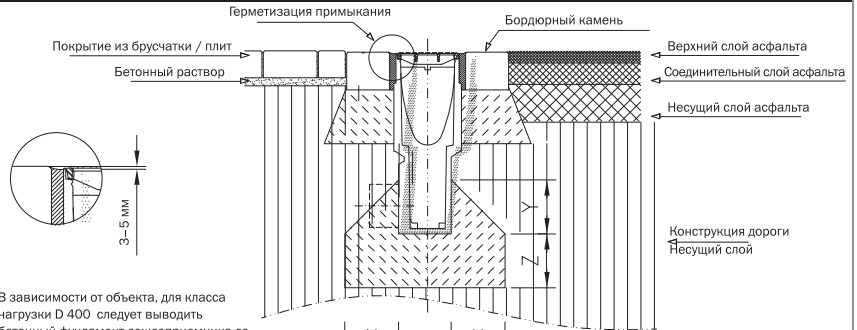 Герметизация примыкания
Бордюрный камень
Покрытие из брусчатки / плит
Бетонный раствор
Верхний слой асфальта
Соединительный слой асфальта
Несущий слой асфальта
3–5 мм
Y
Z
Конструкция дороги
Несущий слой
В зависимости от объекта, для класса
нагрузки D 400 следует выводить